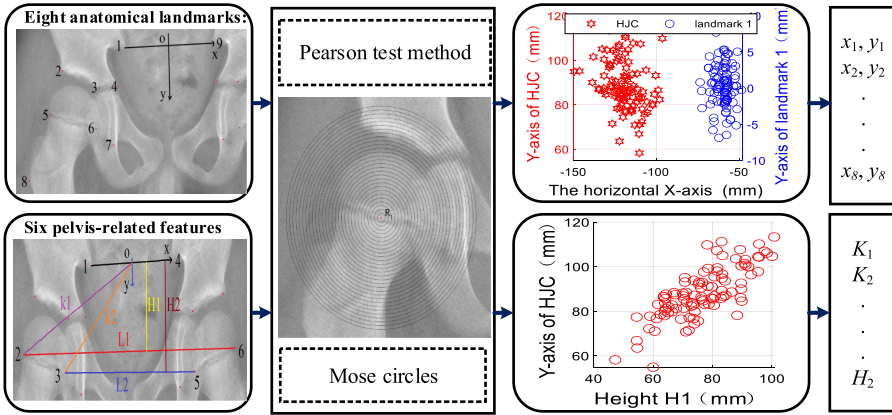 Eight anatomical landmarks:
1 o 9
x
2
3 4
y
5
6
7
8
Six pelvis-related features
0 x
1 4
y
k1
k2
H1
H2
L1
2 6
3 5
L2
Pearson test method
R
Mose circles
HJC landmark 1
Y-axis of HJC (mm)
120
100
80
60
10
5
0
-5
-10
Y-axis of landmark 1 (mm)
-150 -100 -50
The horizontal X-axis (mm)
Y-axis of HJC (mm)
120
100
80
60
40 60 80 100
Height H1 (mm)
x1, y1
x2, y2
.
.
.
x8, y8
K1
K2
.
.
.
H2